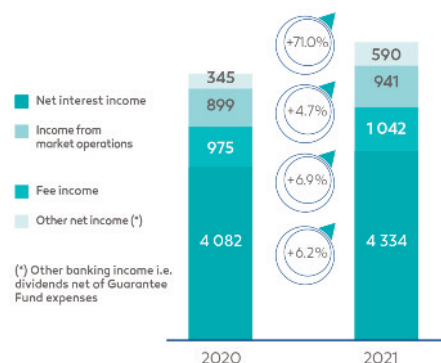 +71.0%
590
345
941
Net interest income
899
+4.7%
Income from
market operations
975
1 042
+6.9%
Fee income
Other net income (*)
4 082
+6.2%
4 334
(*) Other banking income i.e.
dividends net of Guarantee
Fund expenses
2020
2021